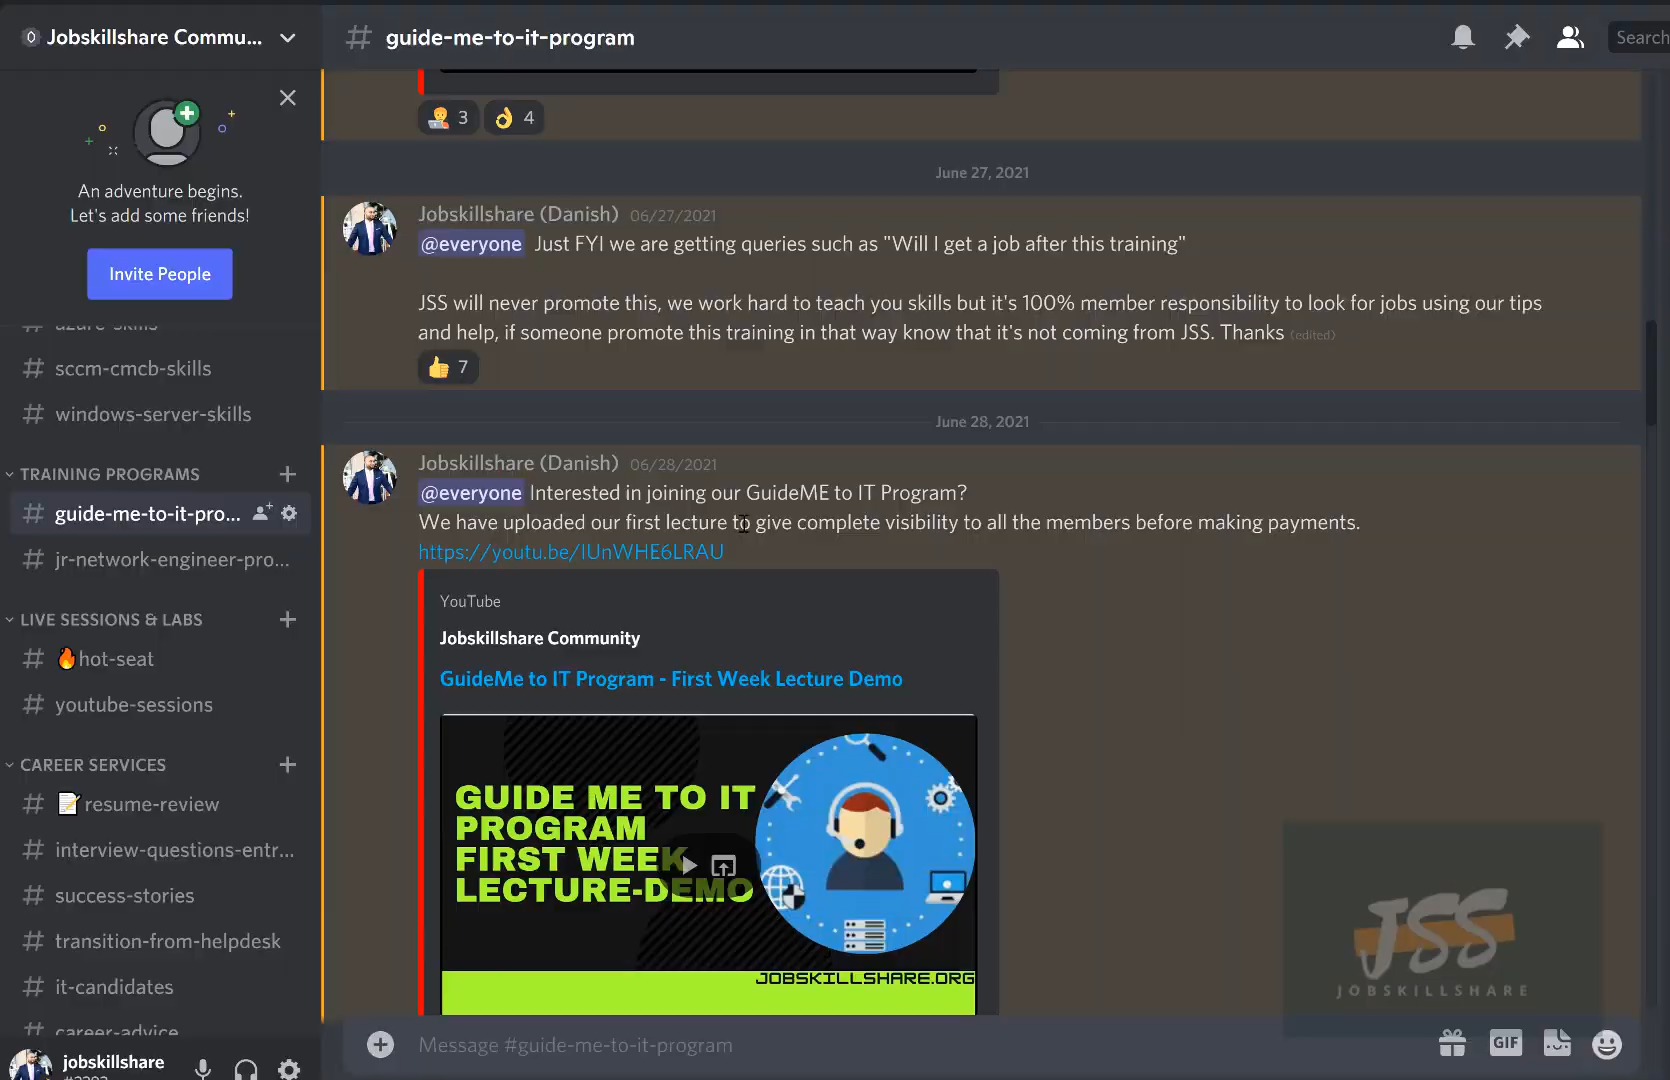 Jobskillshare Commu...
guide-me-to-it-program
Search
An adventure begins.
Let's add some friends!
Invite People
azure-skills
sccm-cmcb-skills
windows-server-skills
TRAINING PROGRAMS
guide-me-to-it-pro...
jr-network-engineer-pro...
LIVE SESSIONS & LABS
🔥hot-seat
youtube-sessions
CAREER SERVICES
📝resume-review
interview-questions-entr...
success-stories
transition-from-helpdesk
it-candidates
career-advice
jobskillshare
3 4
June 27, 2021
Jobskillshare (Danish) 06/27/2021
@everyone Just FYI we are getting queries such as "Will I get a job after this training"
JSS will never promote this, we work hard to teach you skills but it's 100% member responsibility to look for jobs using our tips
and help, if someone promote this training in that way know that it's not coming from JSS. Thanks (edited)
7
June 28, 2021
Jobskillshare (Danish) 06/28/2021
@everyone Interested in joining our GuideME to IT Program?
We have uploaded our first lecture to give complete visibility to all the members before making payments.
https://youtu.be/IUnWHE6LRAU
YouTube
Jobskillshare Community
GuideMe to IT Program - First Week Lecture Demo
GUIDE ME TO IT
PROGRAM
FIRST WEEK
LECTURE-DEMO
JOBSKILLSHARE.ORG
JSS
JOBSKILLSHARE
Message #guide-me-to-it-program
GIF